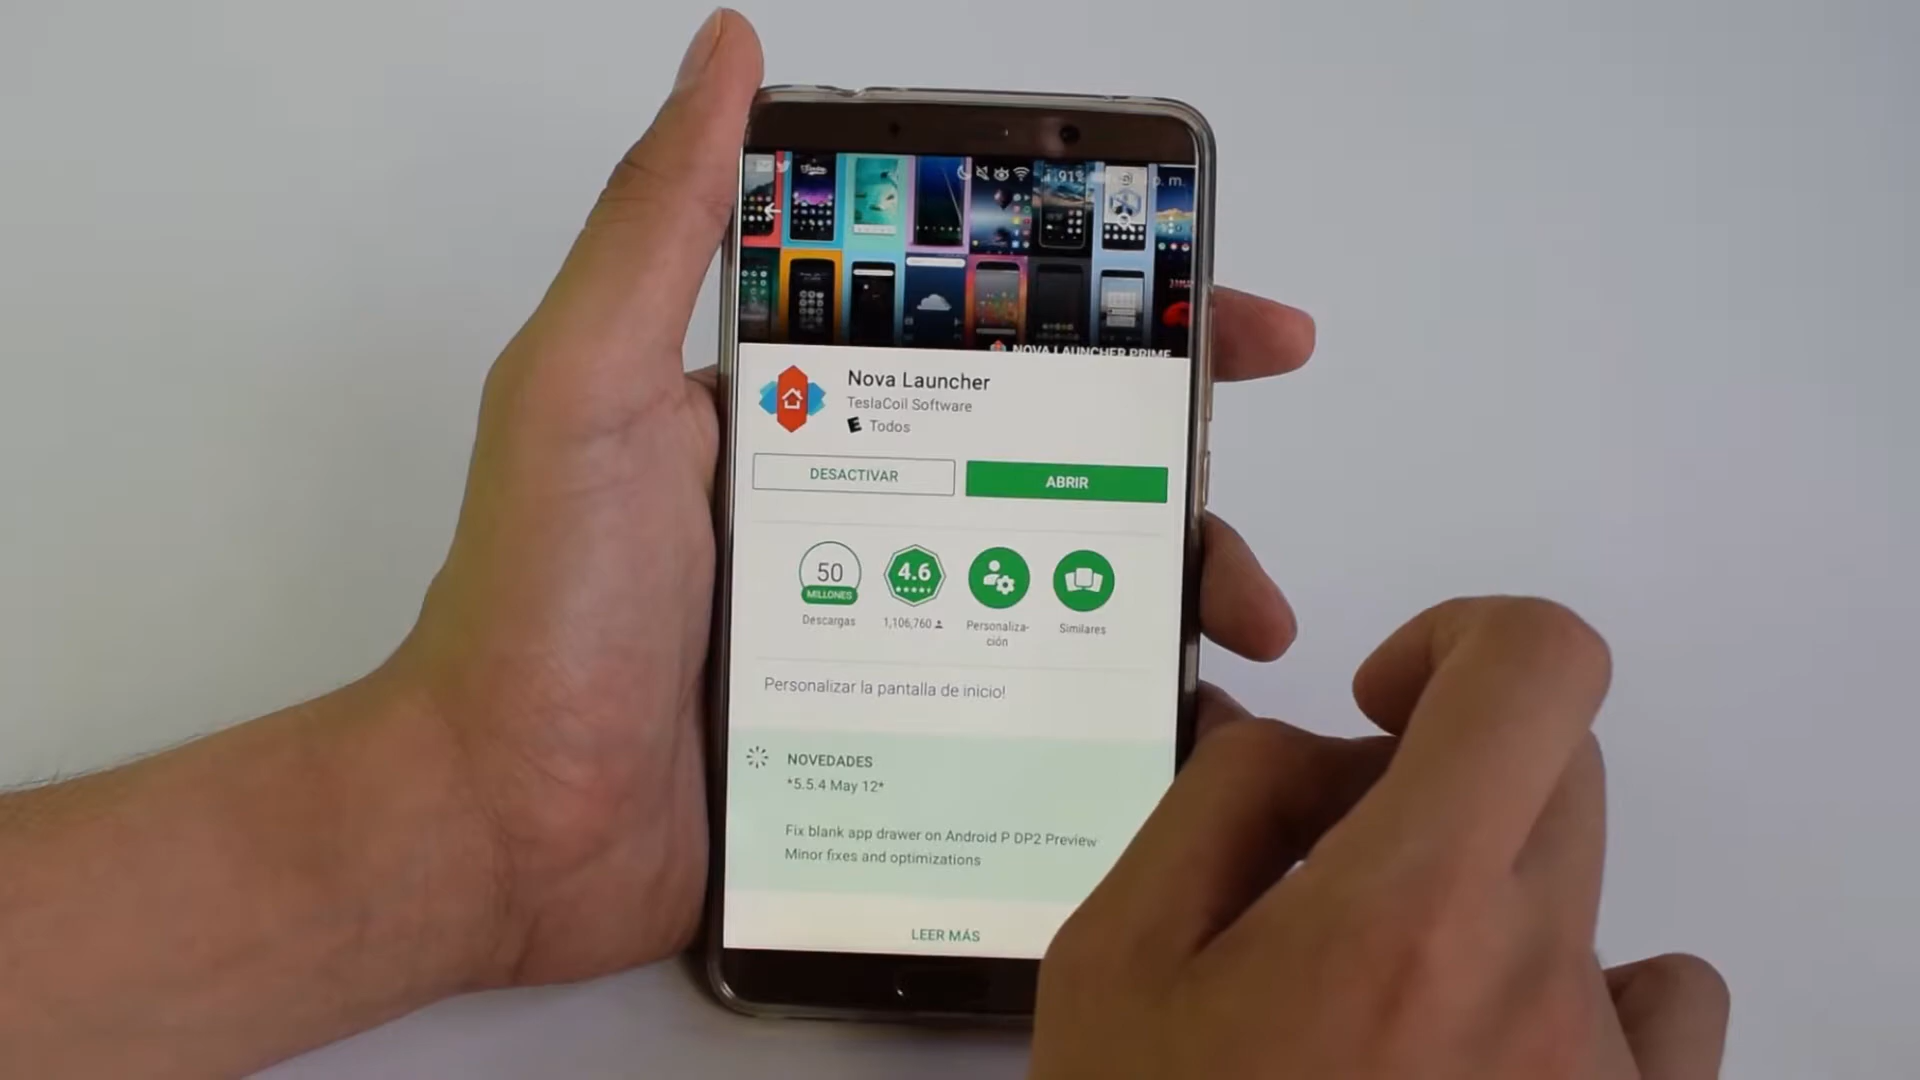 91%
p. m.
NOVA LAUNCHER PRIME
Nova Launcher
TeslaCoil Software
E Todos
DESACTIVAR
ABRIR
50
MILLONES
Descargas
4.6
1,106,760
Personaliza-
ción
Similares
Personalizar la pantalla de inicio!
NOVEDADES
*5.5.4 May 12*
Fix blank app drawer on Android P DP2 Preview
Minor fixes and optimizations
LEER MÁS